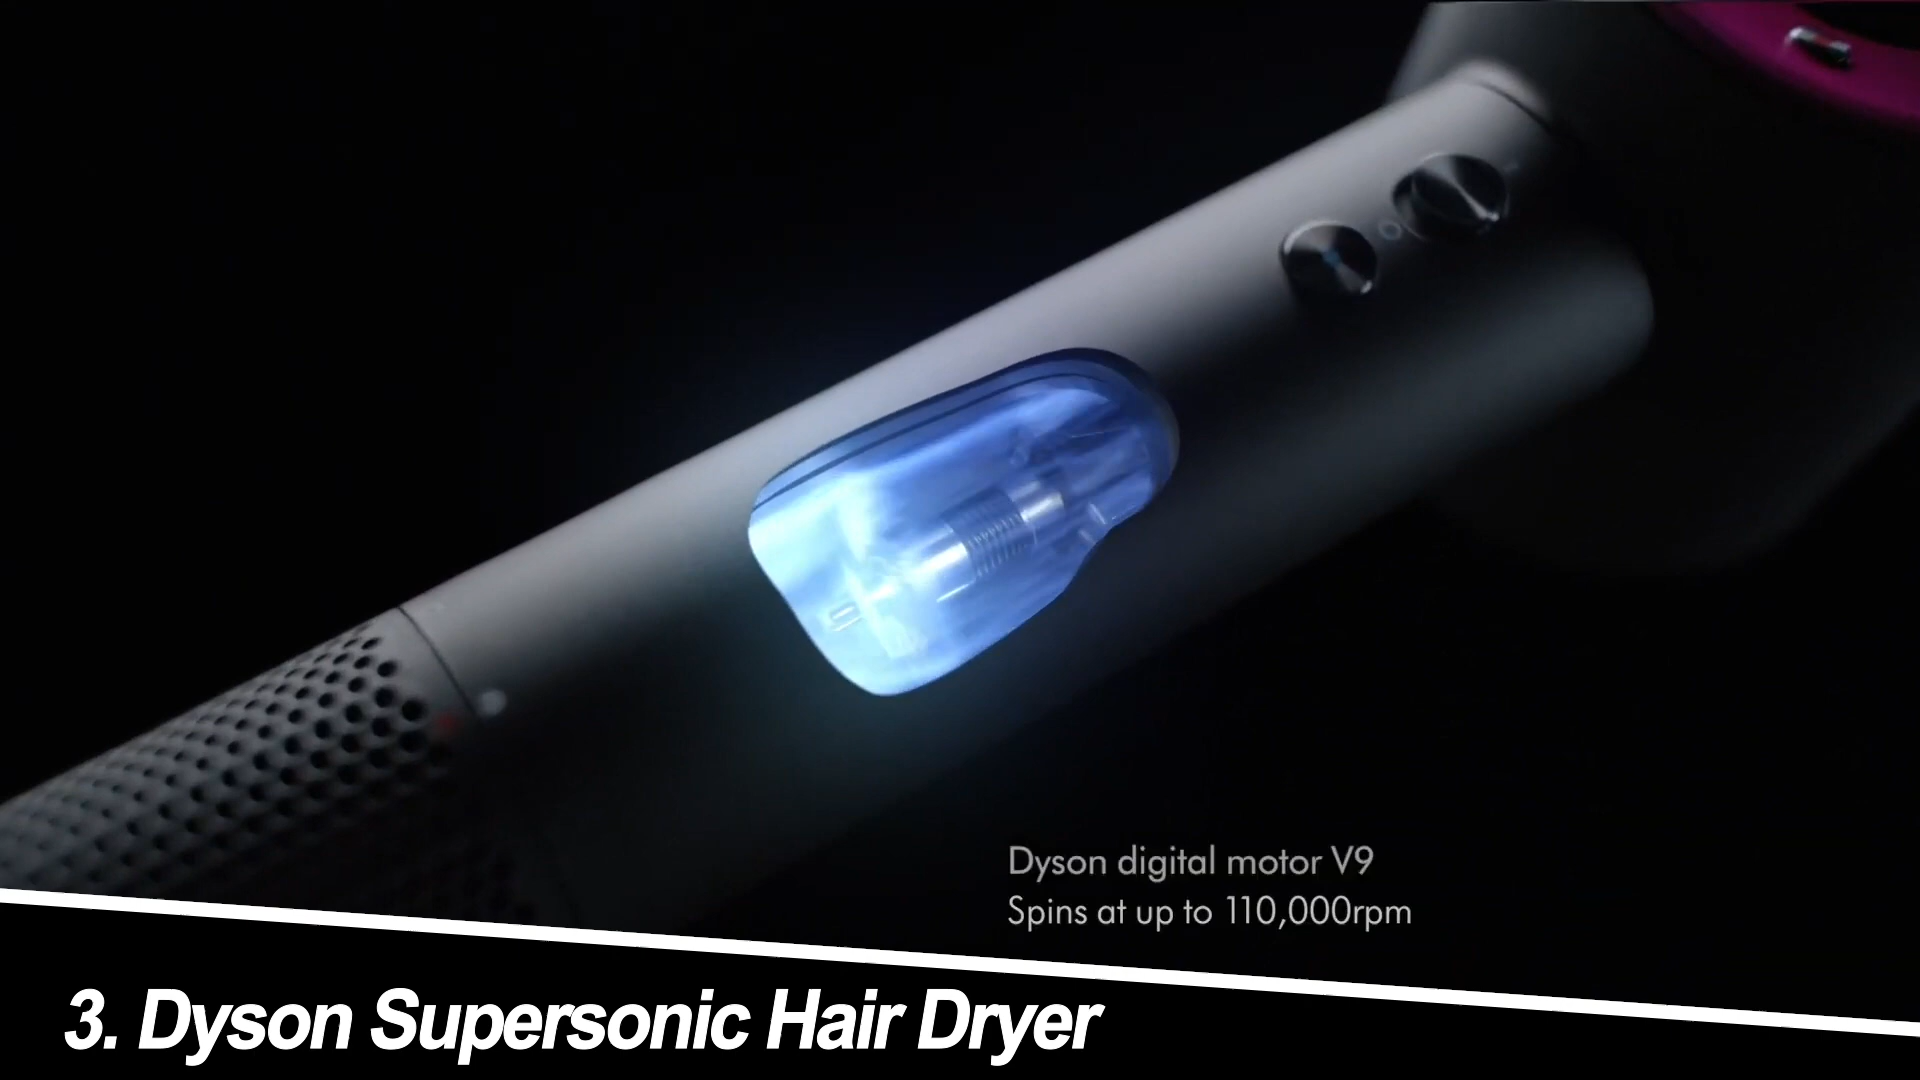 Dyson digital motor V9
Spins at up to 110,000rpm
3. Dyson Supersonic Hair Dryer